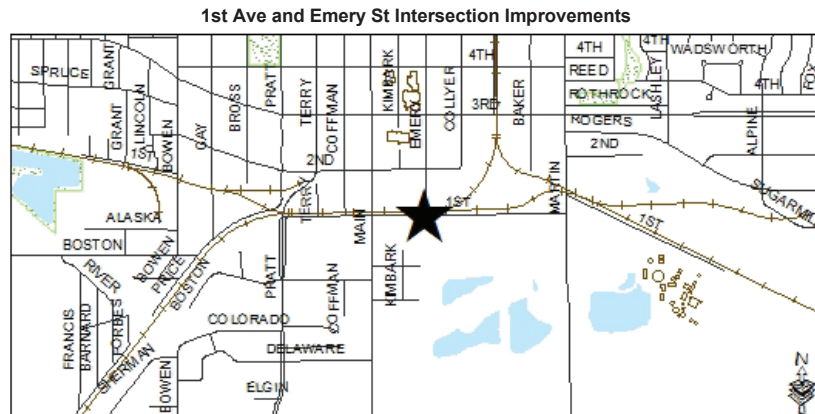 1st Ave and Emery St Intersection Improvements
GRANT
SPRUCE
GRANT
LINCOLN
BOWEN
1ST
GAY
BROSS
PRATT
TERRY
COFFMAN
2ND
KIMBARK
EMERY
COLLYER
4TH
3RD
BAKER
4TH
REED
ROTHROCK
ROGERS
2ND
4TH
LASHLEY
WADSWORTH
4TH
FOX
ALPINE
SUGARMIL
ALASKA
BOSTON
RIVER
BOWEN
PRICE
BOSTON
TERRY
MAIN
1ST
MARTIN
1ST
PRATT
COFFMAN
KIMBARK
FRANCIS
BARNARD
FORBES
SHERMAN
COLORADO
DELAWARE
BOWEN
ELGIN
N